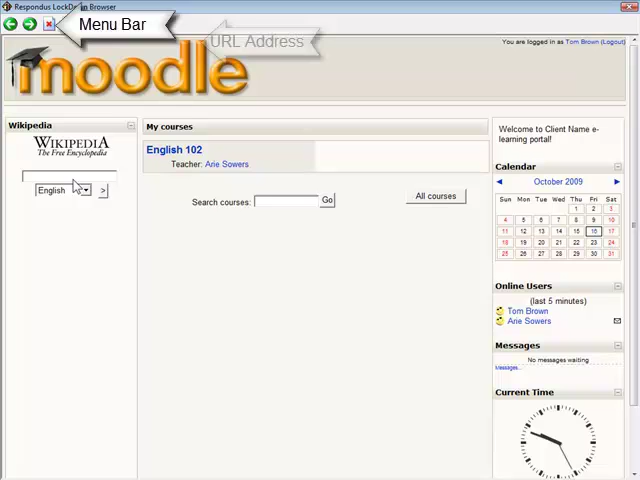 Respondus LockDown Browser
Menu Bar
URL Address
You are logged in as Tom Brown (Logout)
moodle
Wikipedia
WIKIPEDIA
The Free Encyclopedia
English
>
My courses
English 102
Teacher: Arie Sowers
Search courses:
Go
All courses
Welcome to Client Name e-
learning portal!
Calendar
October 2009
Sun Mon Tue Wed Thu Fri Sat
1 2 3
4 5 6 7 8 9 10
11 12 13 14 15 16 17
18 19 20 21 22 23 24
25 26 27 28 29 30 31
Online Users
(last 5 minutes)
Tom Brown
Arie Sowers
Messages
No messages waiting
Messages...
Current Time